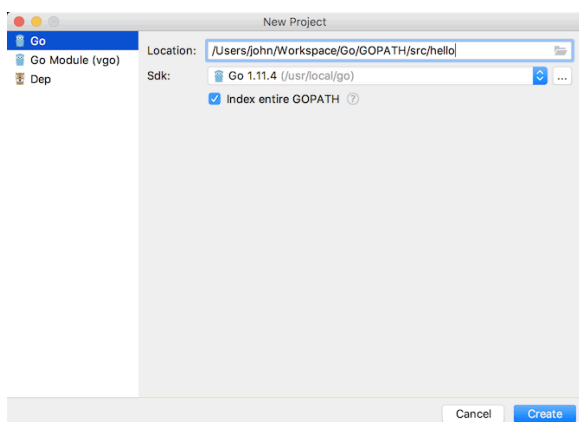 New Project
Go
Go Module (vgo)
Dep
Location: /Users/john/Workspace/Go/GOPATH/src/hello
Sdk: Go 1.11.4 (/usr/local/go) ...
Index entire GOPATH ?
Cancel Create